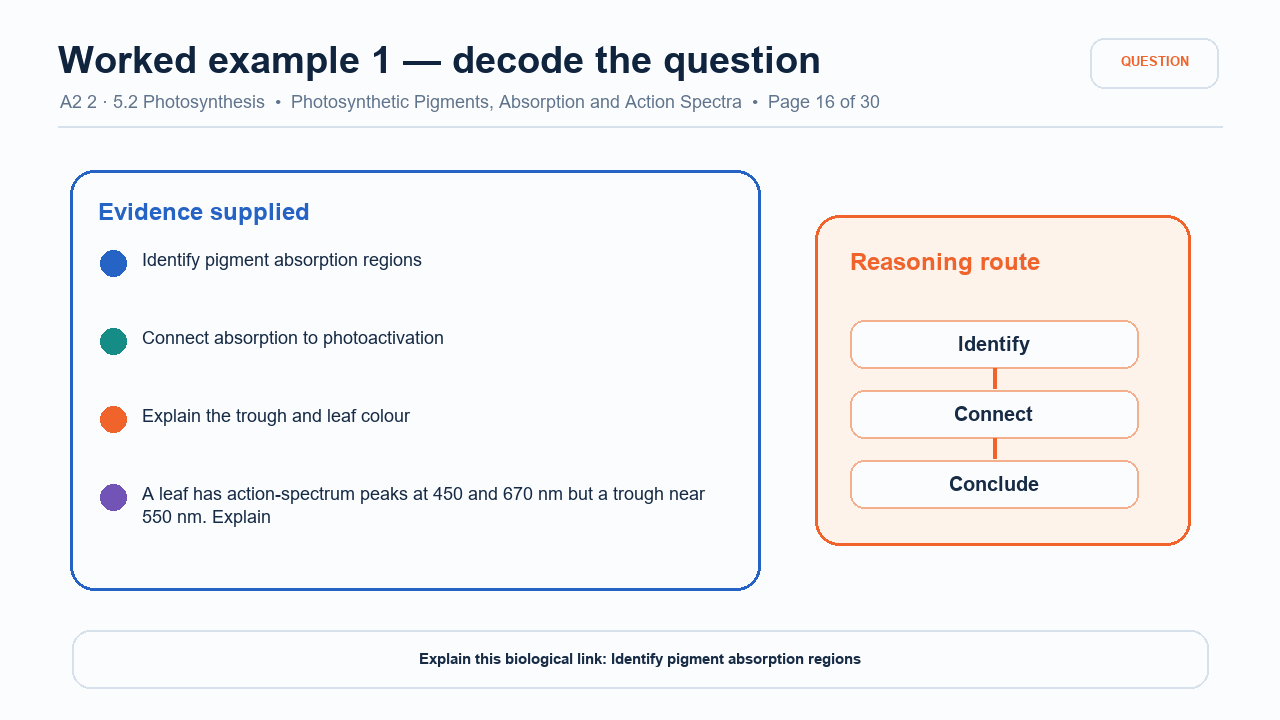 Worked example 1 — decode the question
QUESTION
A2 2 · 5.2 Photosynthesis • Photosynthetic Pigments, Absorption and Action Spectra • Page 16 of 30
Evidence supplied
Identify pigment absorption regions
Connect absorption to photoactivation
Explain the trough and leaf colour
A leaf has action-spectrum peaks at 450 and 670 nm but a trough near
550 nm. Explain
Reasoning route
Identify
Connect
Conclude
Explain this biological link: Identify pigment absorption regions